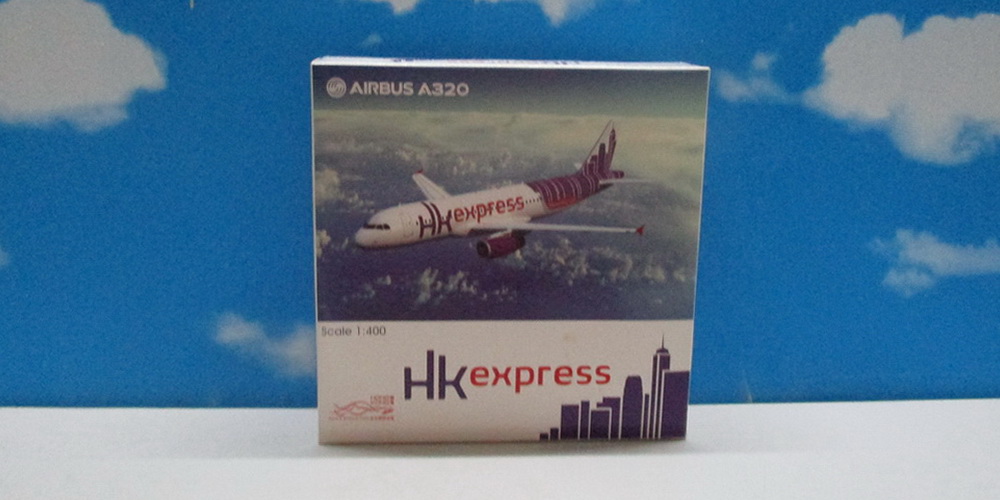 AIRBUS A320
HK express
Scale 1:400
HK express